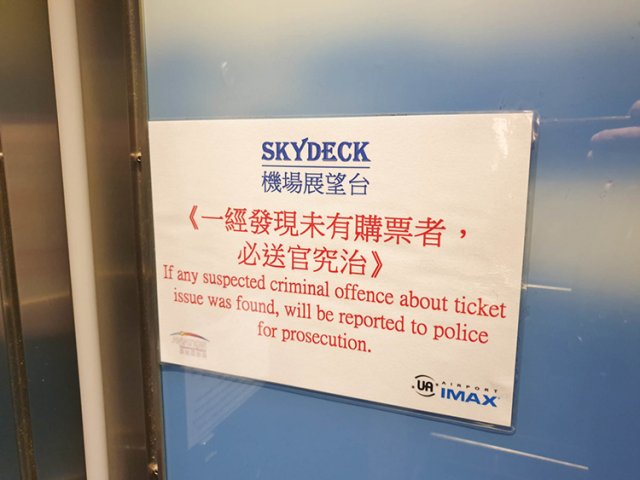 SKYDECK
機場展望台
《一經發現未有購票者，
必送官究治》
If any suspected criminal offence about ticket
issue was found, will be reported to police
for prosecution.
UA AIRPORT
IMAX